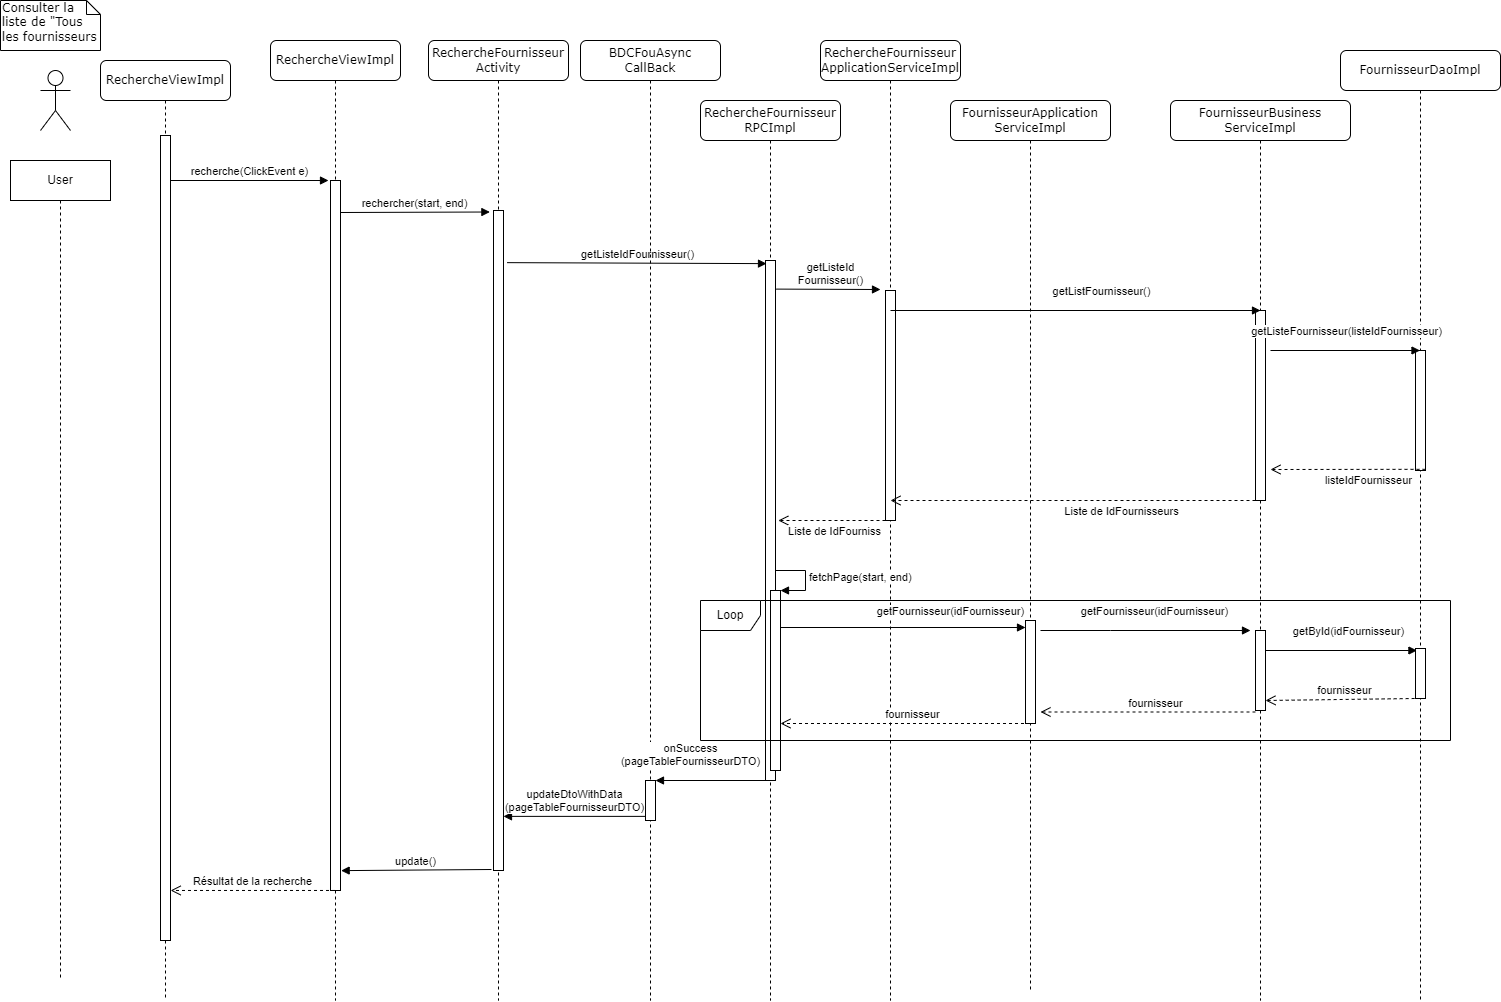 Consulter la
liste de "Tous
les fournisseurs
User
RechercheViewImpl
RechercheViewImpl
RechercheFournisseur
Activity
BDCFouAsync
CallBack
RechercheFournisseur
RPCImpl
RechercheFournisseur
ApplicationServiceImpl
FournisseurApplication
ServiceImpl
FournisseurBusiness
ServiceImpl
FournisseurDaoImpl
recherche(ClickEvent e)
rechercher(start, end)
getListeIdFournisseur()
getListeId
Fournisseur()
getListFournisseur()
getListeFournisseur(listeIdFournisseur)
listeIdFournisseur
Liste de IdFournisseurs
Liste de IdFourniss
fetchPage(start, end)
Loop
getFournisseur(idFournisseur)
getFournisseur(idFournisseur)
getById(idFournisseur)
fournisseur
fournisseur
fournisseur
onSuccess
(pageTableFournisseurDTO)
updateDtoWithData
(pageTableFournisseurDTO)
update()
Résultat de la recherche